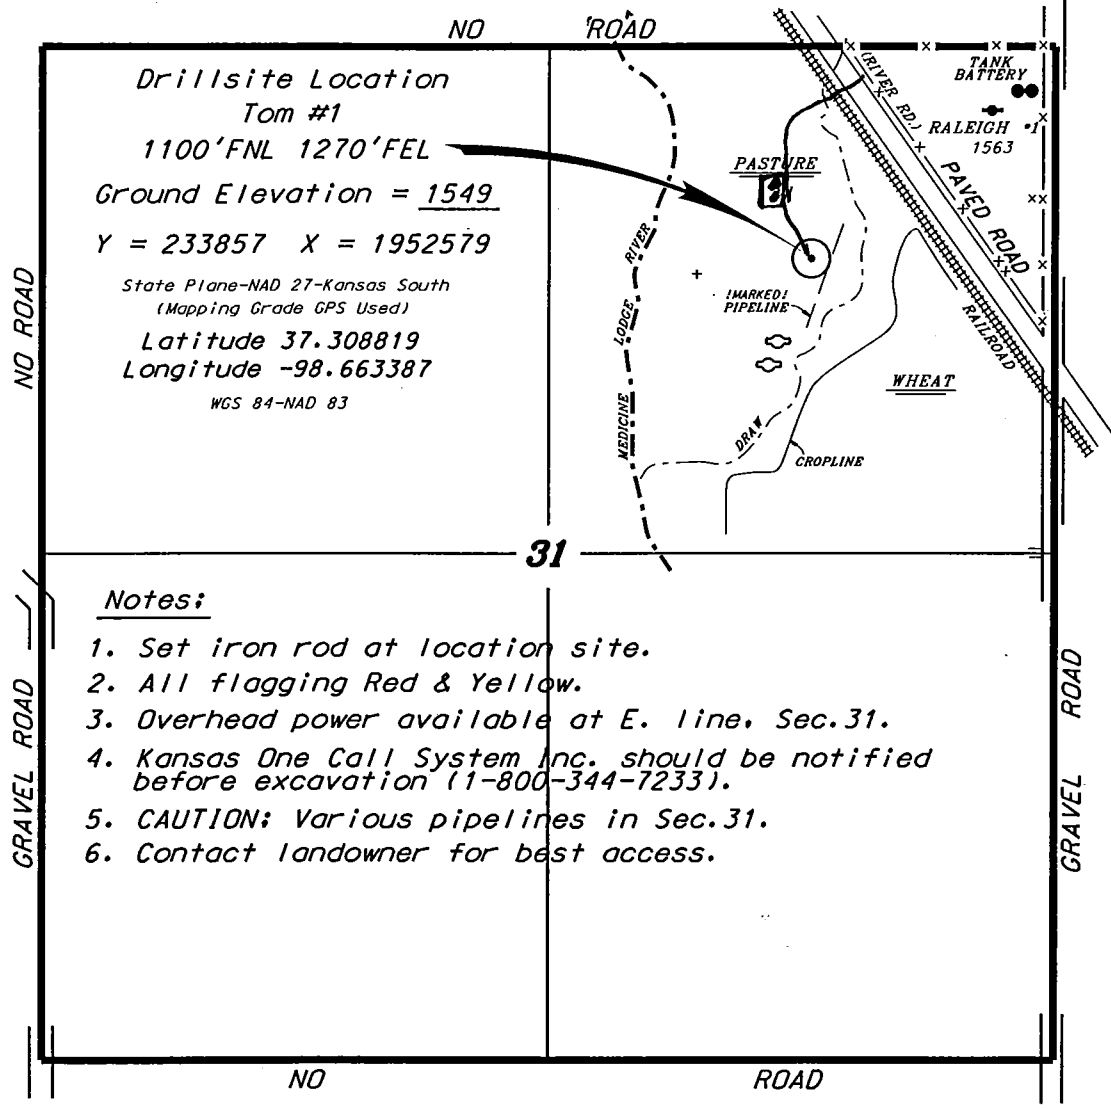 NO ROAD
Drillsite Location
Tom #1
1100'FNL 1270'FEL
Ground Elevation = 1549
Y = 233857 X = 1952579
State Plane-NAD 27-Kansas South
(Mapping Grade GPS Used)
Latitude 37.308819
Longitude -98.663387
WGS 84-NAD 83
NO ROAD
(RIVER RD.)
TANK
BATTERY
RALEIGH #1
1563
PASTURE
PAVED ROAD
RAILROAD
MEDICINE LODGE RIVER
MARKED
PIPELINE
WHEAT
DRAW
CROPLINE
31
Notes:
1. Set iron rod at location site.
2. All flagging Red & Yellow.
3. Overhead power available at E. line, Sec.31.
4. Kansas One Call System Inc. should be notified
before excavation (1-800-344-7233).
5. CAUTION: Various pipelines in Sec.31.
6. Contact landowner for best access.
GRAVEL ROAD
GRAVEL ROAD
NO ROAD